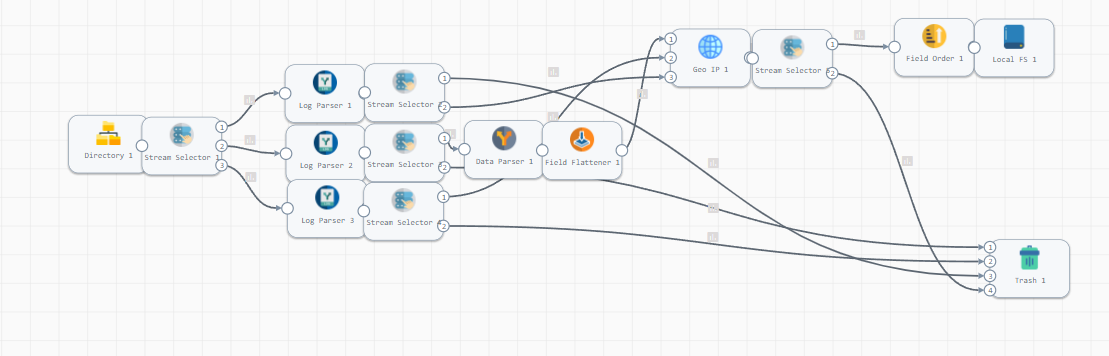 Directory 1
Stream Selector 1
1
2
3
Log Parser 1
Stream Selector
1
2
Log Parser 2
Stream Selector
1
2
Log Parser 3
Stream Selector 4
1
2
Data Parser 1
Field Flattener 1
1
2
3
Geo IP 1
Stream Selector
1
2
Field Order 1
Local FS 1
1
2
3
4
Trash 1